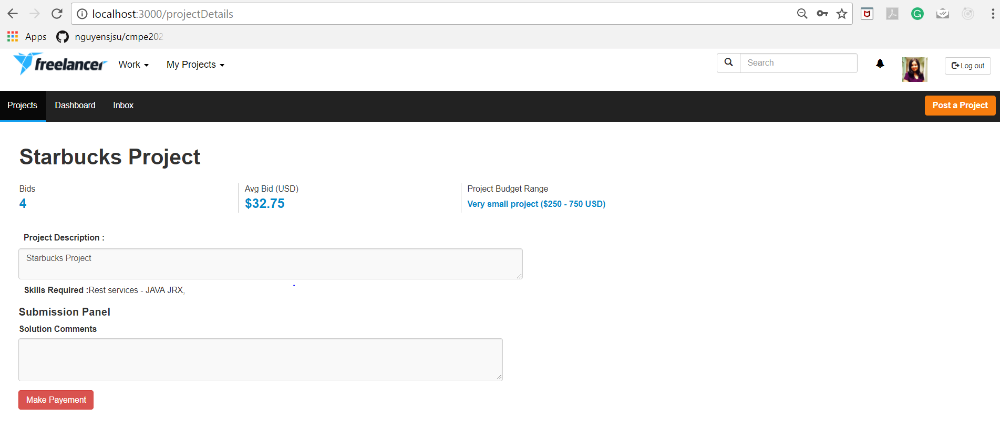 localhost:3000/projectDetails
Apps nguyensjsu/cmpe202
freelancer Work My Projects Search Log out
Projects Dashboard Inbox Post a Project
Starbucks Project
Bids Avg Bid (USD) Project Budget Range
4 $32.75 Very small project ($250 - 750 USD)
Project Description :
Starbucks Project
Skills Required :Rest services - JAVA JRX,
Submission Panel
Solution Comments
Make Payement